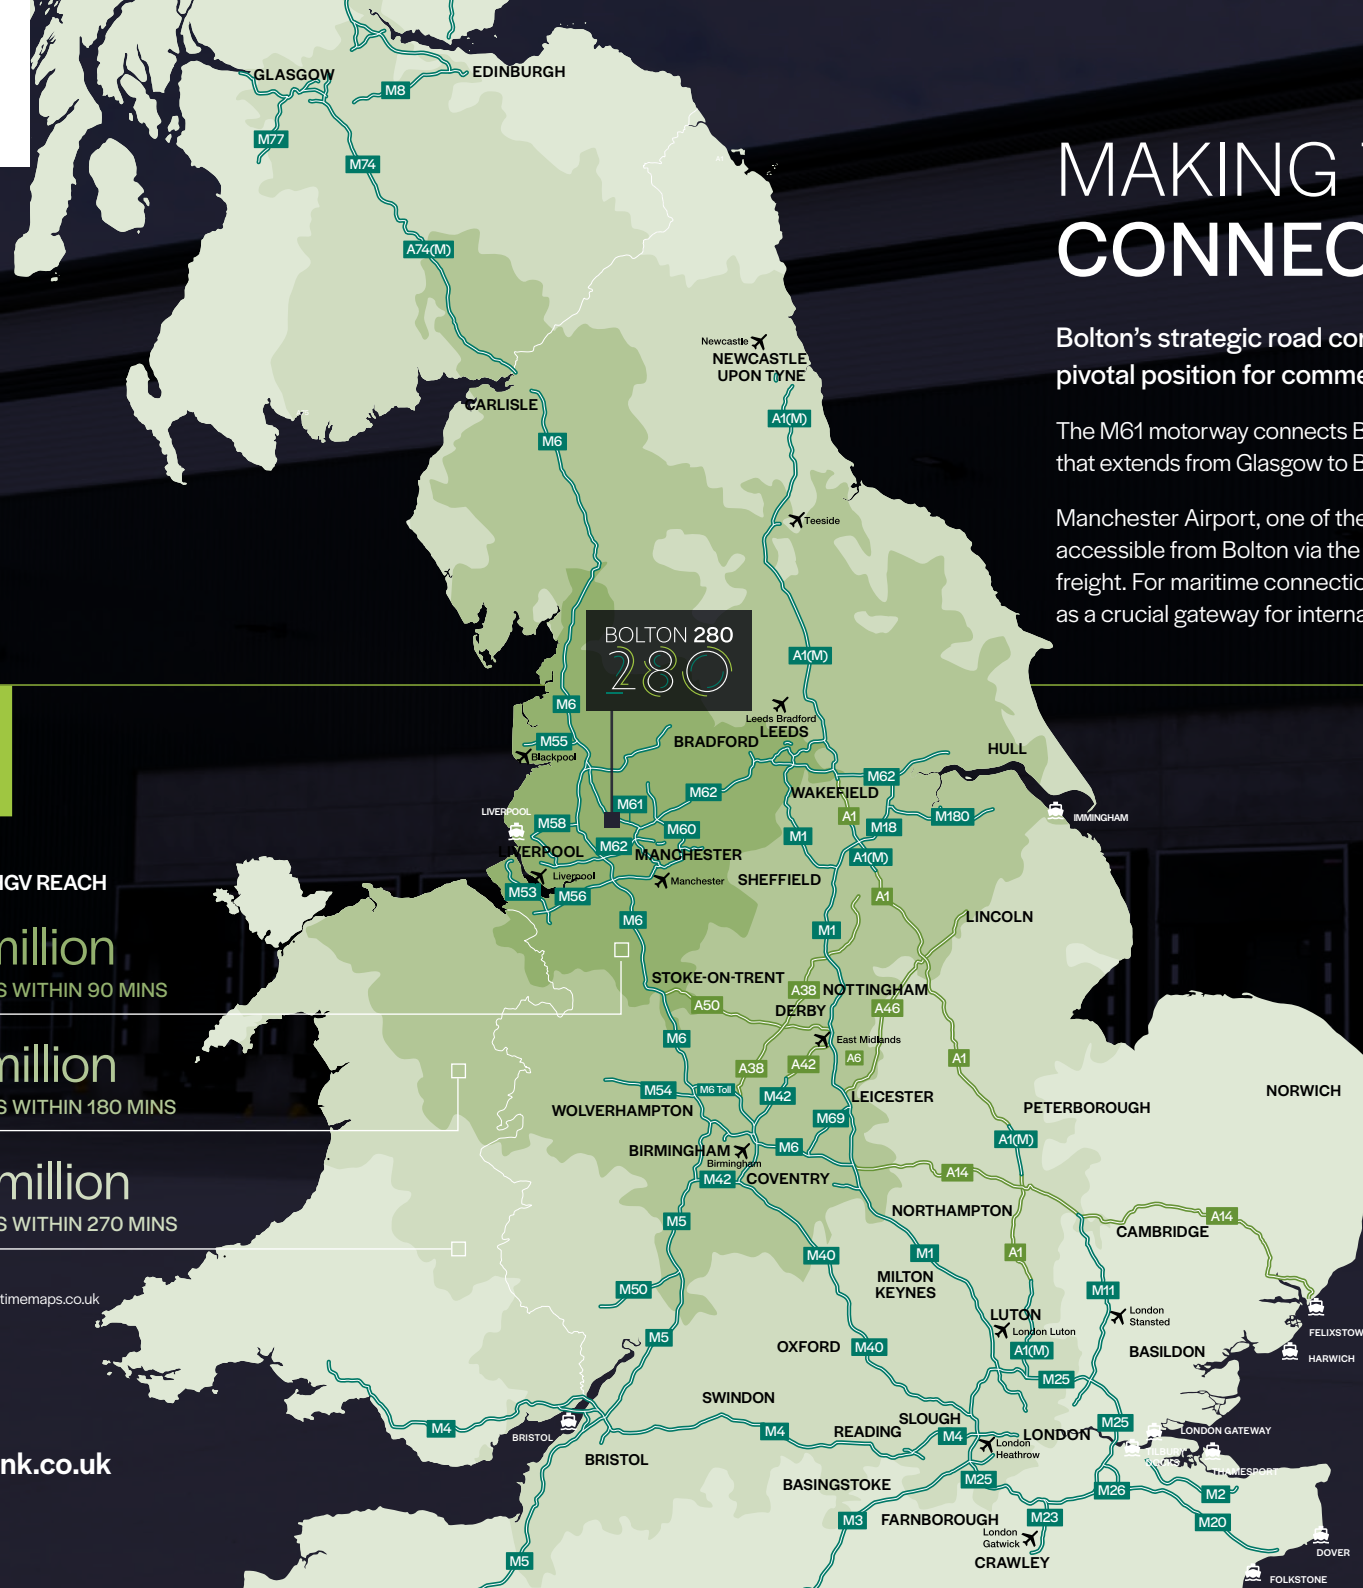 GLASGOW
EDINBURGH
M8
M77
M74
A74(M)
MAKING
CONNEC
Bolton's strategic road con
pivotal position for comme
The M61 motorway connects B
that extends from Glasgow to B
Manchester Airport, one of the
accessible from Bolton via the
freight. For maritime connectio
as a crucial gateway for interna
Newcastle
NEWCASTLE
UPON TYNE
CARLISLE
A1(M)
M6
Teeside
BOLTON 280
280
A1(M)
M6
Leeds Bradford
LEEDS
BRADFORD
M55
Blackpool
HULL
M62
M62
WAKEFIELD
M61
LIVERPOOL
A1
M180
IMMINGHAM
M58
M60
M1
M18
M62
LIVERPOOL
MANCHESTER
A1(M)
Liverpool
Manchester
SHEFFIELD
M53
M56
A1
HGV REACH
M6
LINCOLN
M1
million
S WITHIN 90 MINS
STOKE-ON-TRENT
A38
NOTTINGHAM
A50
DERBY
A46
M6
East Midlands
million
A38
A42
A6
A1
S WITHIN 180 MINS
M54
M6 Toll
M42
LEICESTER
NORWICH
WOLVERHAMPTON
M69
PETERBOROUGH
A1(M)
BIRMINGHAM
Birmingham
M6
million
M42
COVENTRY
A14
S WITHIN 270 MINS
M5
NORTHAMPTON
A14
CAMBRIDGE
M40
M1
A1
MILTON
KEYNES
M50
M11
timemaps.co.uk
LUTON
London Luton
London
Stansted
FELIXSTOW
M5
OXFORD
M40
A1(M)
BASILDON
HARWICH
M25
SWINDON
M4
BRISTOL
M4
READING
SLOUGH
M4
LONDON
M25
LONDON GATEWAY
London
Heathrow
TILBURY
DOCKS
THAMESPORT
nk.co.uk
BRISTOL
M25
BASINGSTOKE
M26
M2
M3
FARNBOROUGH
M23
M20
London
Gatwick
CRAWLEY
DOVER
M5
FOLKSTONE